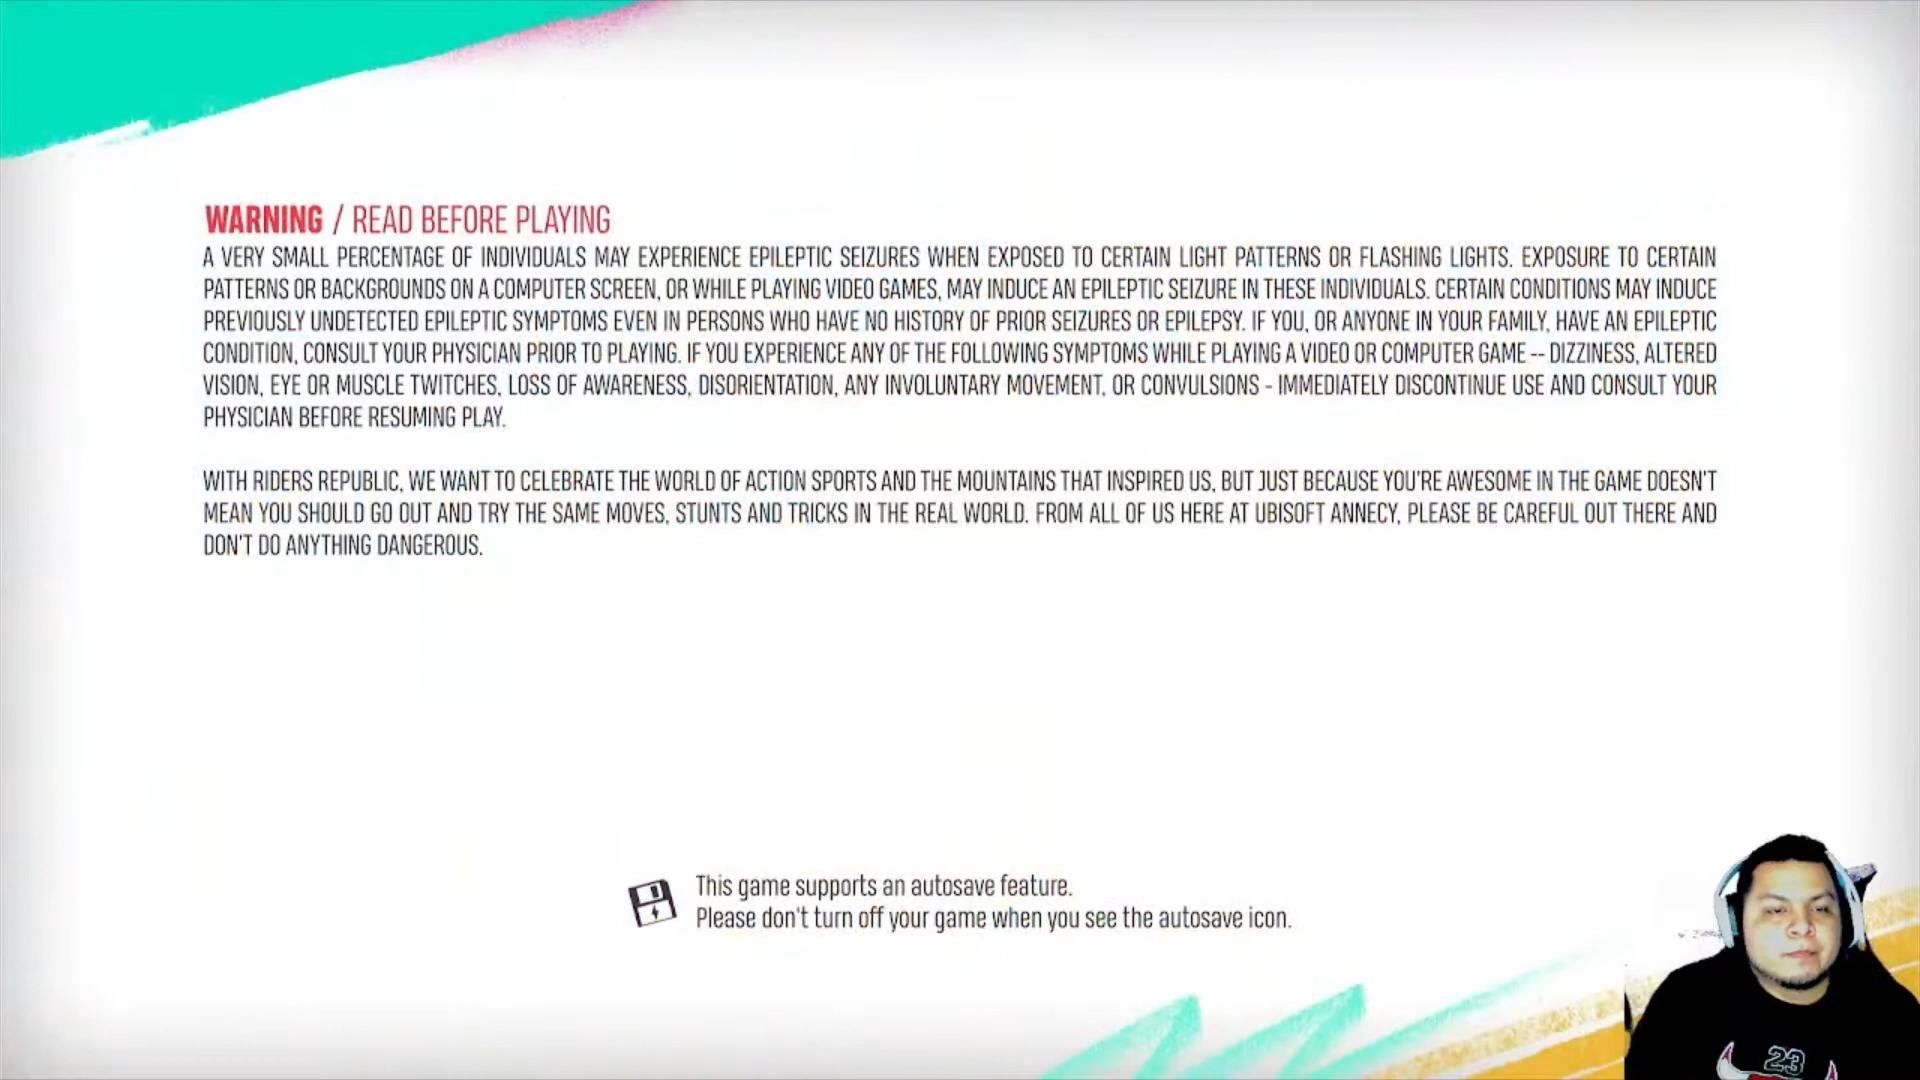 WARNING / READ BEFORE PLAYING
A VERY SMALL PERCENTAGE OF INDIVIDUALS MAY EXPERIENCE EPILEPTIC SEIZURES WHEN EXPOSED TO CERTAIN LIGHT PATTERNS OR FLASHING LIGHTS. EXPOSURE TO CERTAIN
PATTERNS OR BACKGROUNDS ON A COMPUTER SCREEN, OR WHILE PLAYING VIDEO GAMES, MAY INDUCE AN EPILEPTIC SEIZURE IN THESE INDIVIDUALS. CERTAIN CONDITIONS MAY INDUCE
PREVIOUSLY UNDETECTED EPILEPTIC SYMPTOMS EVEN IN PERSONS WHO HAVE NO HISTORY OF PRIOR SEIZURES OR EPILEPSY. IF YOU, OR ANYONE IN YOUR FAMILY, HAVE AN EPILEPTIC
CONDITION, CONSULT YOUR PHYSICIAN PRIOR TO PLAYING. IF YOU EXPERIENCE ANY OF THE FOLLOWING SYMPTOMS WHILE PLAYING A VIDEO OR COMPUTER GAME -- DIZZINESS, ALTERED
VISION, EYE OR MUSCLE TWITCHES, LOSS OF AWARENESS, DISORIENTATION, ANY INVOLUNTARY MOVEMENT, OR CONVULSIONS - IMMEDIATELY DISCONTINUE USE AND CONSULT YOUR
PHYSICIAN BEFORE RESUMING PLAY.
WITH RIDERS REPUBLIC, WE WANT TO CELEBRATE THE WORLD OF ACTION SPORTS AND THE MOUNTAINS THAT INSPIRED US, BUT JUST BECAUSE YOU'RE AWESOME IN THE GAME DOESN'T
MEAN YOU SHOULD GO OUT AND TRY THE SAME MOVES, STUNTS AND TRICKS IN THE REAL WORLD. FROM ALL OF US HERE AT UBISOFT ANNECY, PLEASE BE CAREFUL OUT THERE AND
DON'T DO ANYTHING DANGEROUS.
This game supports an autosave feature.
Please don't turn off your game when you see the autosave icon.
23